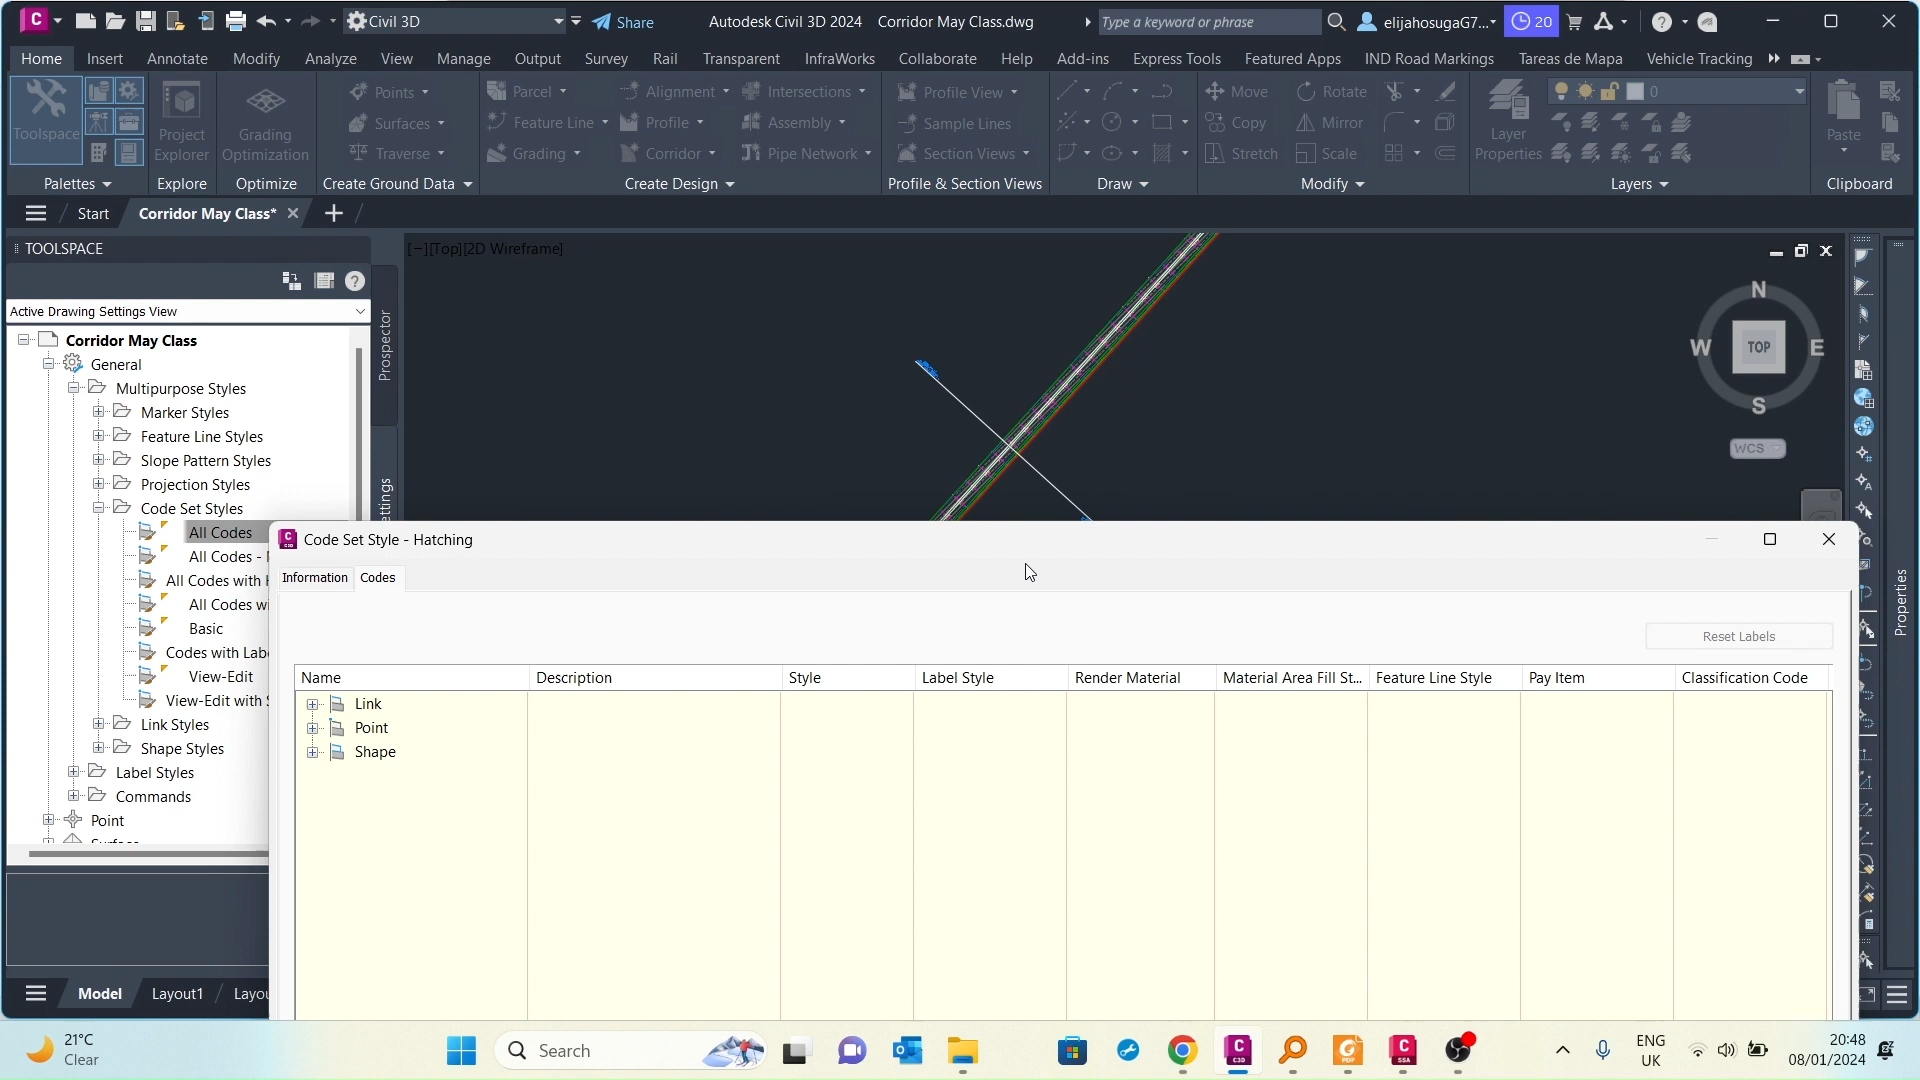 Civil 3D
Share
Autodesk Civil 3D 2024 Corridor May Class.dwg
Type a keyword or phrase
elijahosugaG7...
20
Home Insert Annotate Modify Analyze View Manage Output Survey Rail Transparent InfraWorks Collaborate Help Add-ins Express Tools Featured Apps IND Road Markings Tareas de Mapa Vehicle Tracking
Toolspace
Project Explorer
Grading Optimization
Points
Surfaces
Traverse
Parcel
Feature Line
Grading
Alignment
Profile
Corridor
Intersections
Assembly
Pipe Network
Profile View
Sample Lines
Section Views
Move
Copy
Stretch
Rotate
Mirror
Scale
Layer Properties
0
Paste
Palettes Explore Optimize Create Ground Data Create Design Profile & Section Views Draw Modify Layers Clipboard
Start
Corridor May Class*
TOOLSPACE
Active Drawing Settings View
Corridor May Class
General
Multipurpose Styles
Marker Styles
Feature Line Styles
Slope Pattern Styles
Projection Styles
Code Set Styles
All Codes
All Codes -
All Codes with
All Codes wi
Basic
Codes with Lab
View-Edit
View-Edit with
Link Styles
Shape Styles
Label Styles
Commands
Point
Prospector
ettings
[−][Top][2D Wireframe]
N
W
TOP
E
S
WCS
Properties
Code Set Style - Hatching
Information
Codes
Reset Labels
Name Description Style Label Style Render Material Material Area Fill St... Feature Line Style Pay Item Classification Code
Link
Point
Shape
Model
Layout1
Layou
21°C
Clear
Search
ENG
UK
20:48
08/01/2024